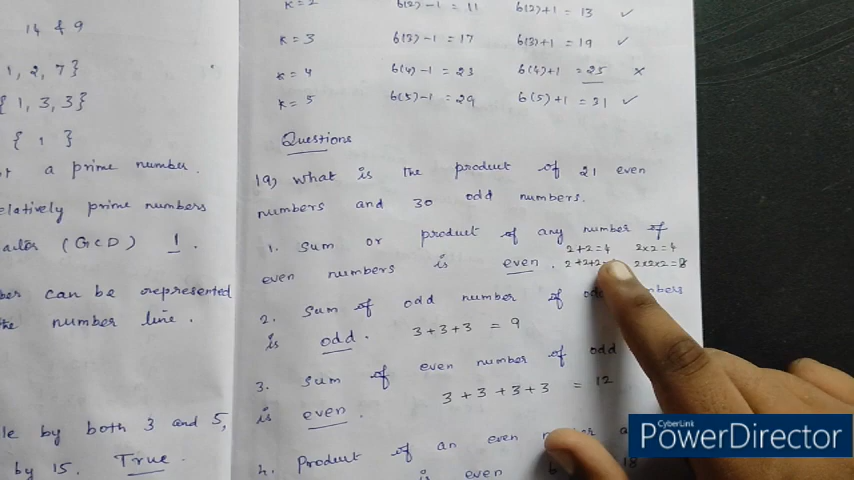 14 & 9
1, 2, 7}
{ 1, 3, 3}
{ 1 }
a prime number.
relatively prime numbers
(GCD) 1.
can be represented
number line.
by both 3 and 5,
by 15. True.
K = 2 6(2)-1 = 11 6(2)+1 = 13 ✓
K = 3 6(3)-1 = 17 6(3)+1 = 19 ✓
K = 4 6(4)-1 = 23 6(4)+1 = 25 ×
K = 5 6(5)-1 = 29 6(5)+1 = 31 ✓
Questions
19) what is the product of 21 even
numbers and 30 odd numbers.
1. Sum or product of any number of
even numbers is even. 2+2=4 2x2=4
2+2+2= 2x2x2=8
2. Sum of odd number of odd
is odd. 3+3+3 = 9
3. Sum of even number of odd
is even. 3 + 3 + 3 + 3 = 12
4. Product of an even
is even
CyberLink
PowerDirector